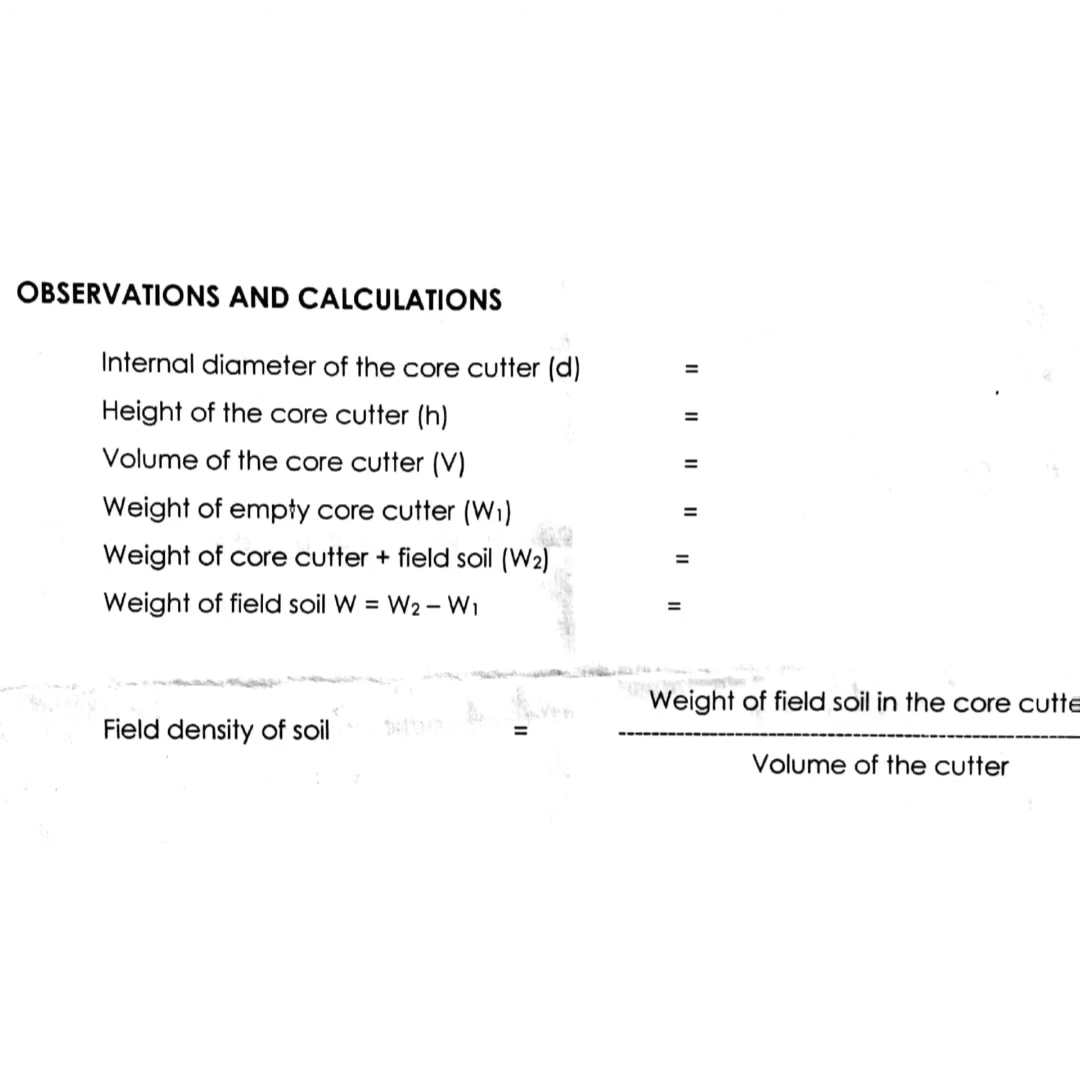 OBSERVATIONS AND CALCULATIONS
Internal diameter of the core cutter (d) =
Height of the core cutter (h) =
Volume of the core cutter (V) =
Weight of empty core cutter (W1) =
Weight of core cutter + field soil (W2) =
Weight of field soil W = W2 – W1 =
Weight of field soil in the core cutte
Field density of soil =
Volume of the cutter